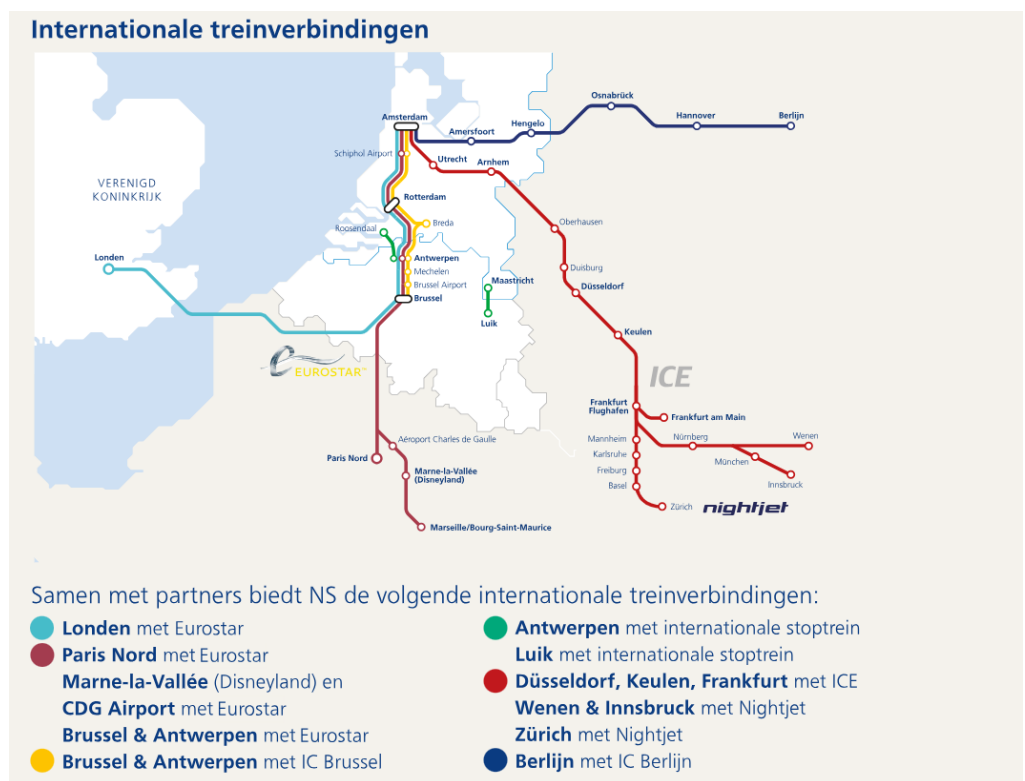 Internationale treinverbindingen
Osnabrück
Amsterdam
Hengelo
Hannover
Berlijn
Amersfoort
Schiphol Airport
Utrecht
Arnhem
VERENIGD
KONINKRIJK
Rotterdam
Roosendaal
Breda
Oberhausen
Londen
Antwerpen
Mechelen
Duisburg
Brussel Airport
Maastricht
Düsseldorf
Brussel
Luik
Keulen
EUROSTAR™
ICE
Frankfurt
Flughafen
Frankfurt am Main
Aéroport Charles de Gaulle
Mannheim
Nürnberg
Wenen
Paris Nord
Karlsruhe
München
Marne-la-Vallée
(Disneyland)
Freiburg
Basel
Innsbruck
Zürich
nightjet
Marseille/Bourg-Saint-Maurice
Samen met partners biedt NS de volgende internationale treinverbindingen:
Londen met Eurostar
Paris Nord met Eurostar
Marne-la-Vallée (Disneyland) en
CDG Airport met Eurostar
Brussel & Antwerpen met Eurostar
Brussel & Antwerpen met IC Brussel
Antwerpen met internationale stoptrein
Luik met internationale stoptrein
Düsseldorf, Keulen, Frankfurt met ICE
Wenen & Innsbruck met Nightjet
Zürich met Nightjet
Berlijn met IC Berlijn